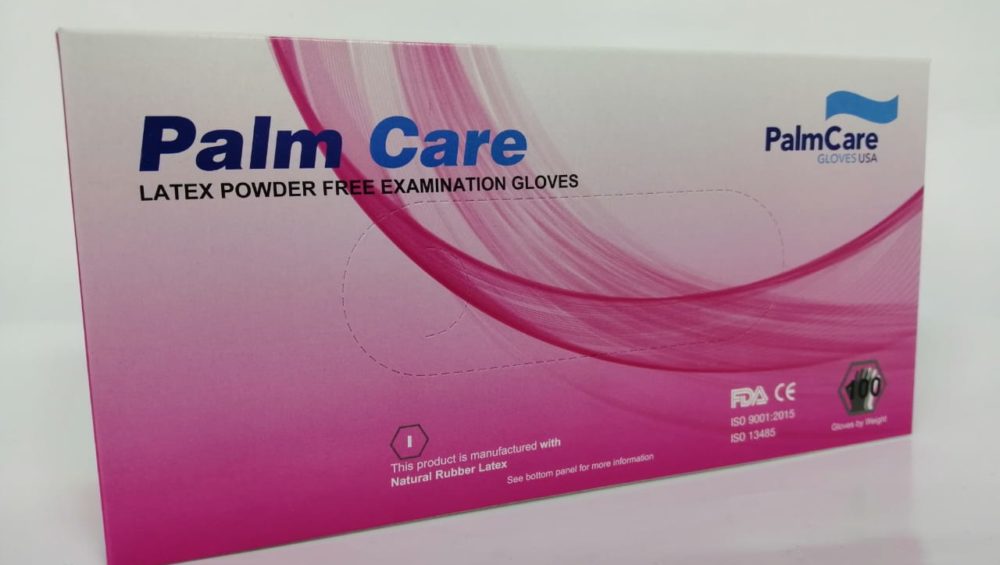 Palm Care
LATEX POWDER FREE EXAMINATION GLOVES
PalmCare
GLOVES USA
FDA CE
ISO 9001:2015
ISO 13485
100
Gloves by Weight
I
This product is manufactured with
Natural Rubber Latex
See bottom panel for more information